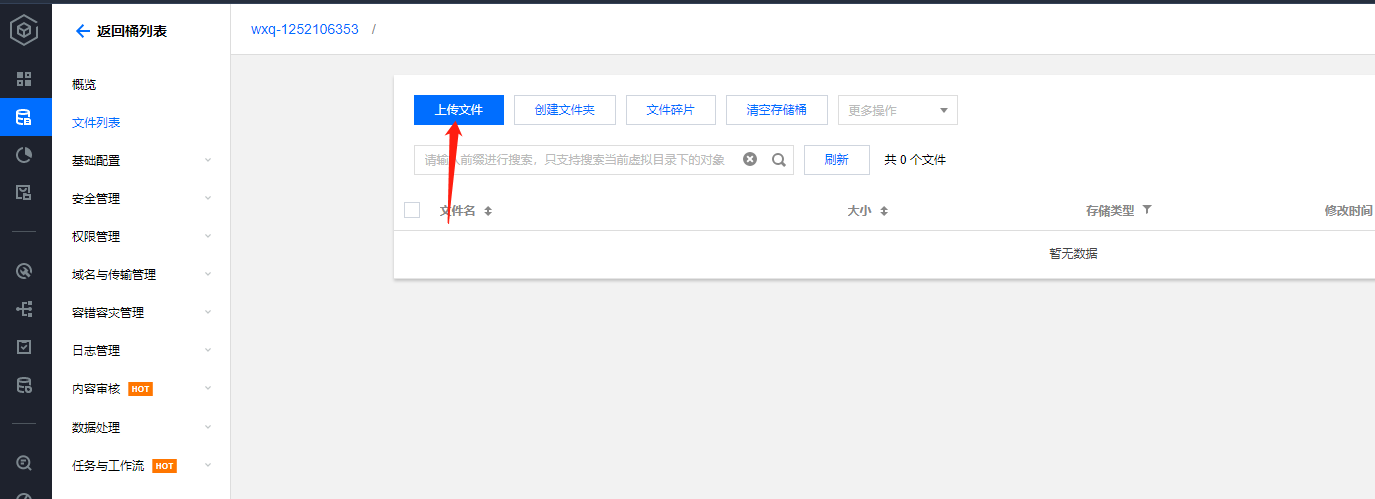 返回桶列表
wxq-1252106353 /
概览
文件列表
基础配置
安全管理
权限管理
域名与传输管理
容错容灾管理
日志管理
内容审核 HOT
数据处理
任务与工作流 HOT
上传文件 创建文件夹 文件碎片 清空存储桶 更多操作
请输入前缀进行搜索，只支持搜索当前虚拟目录下的对象 刷新 共 0 个文件
文件名 大小 存储类型 修改时间
暂无数据